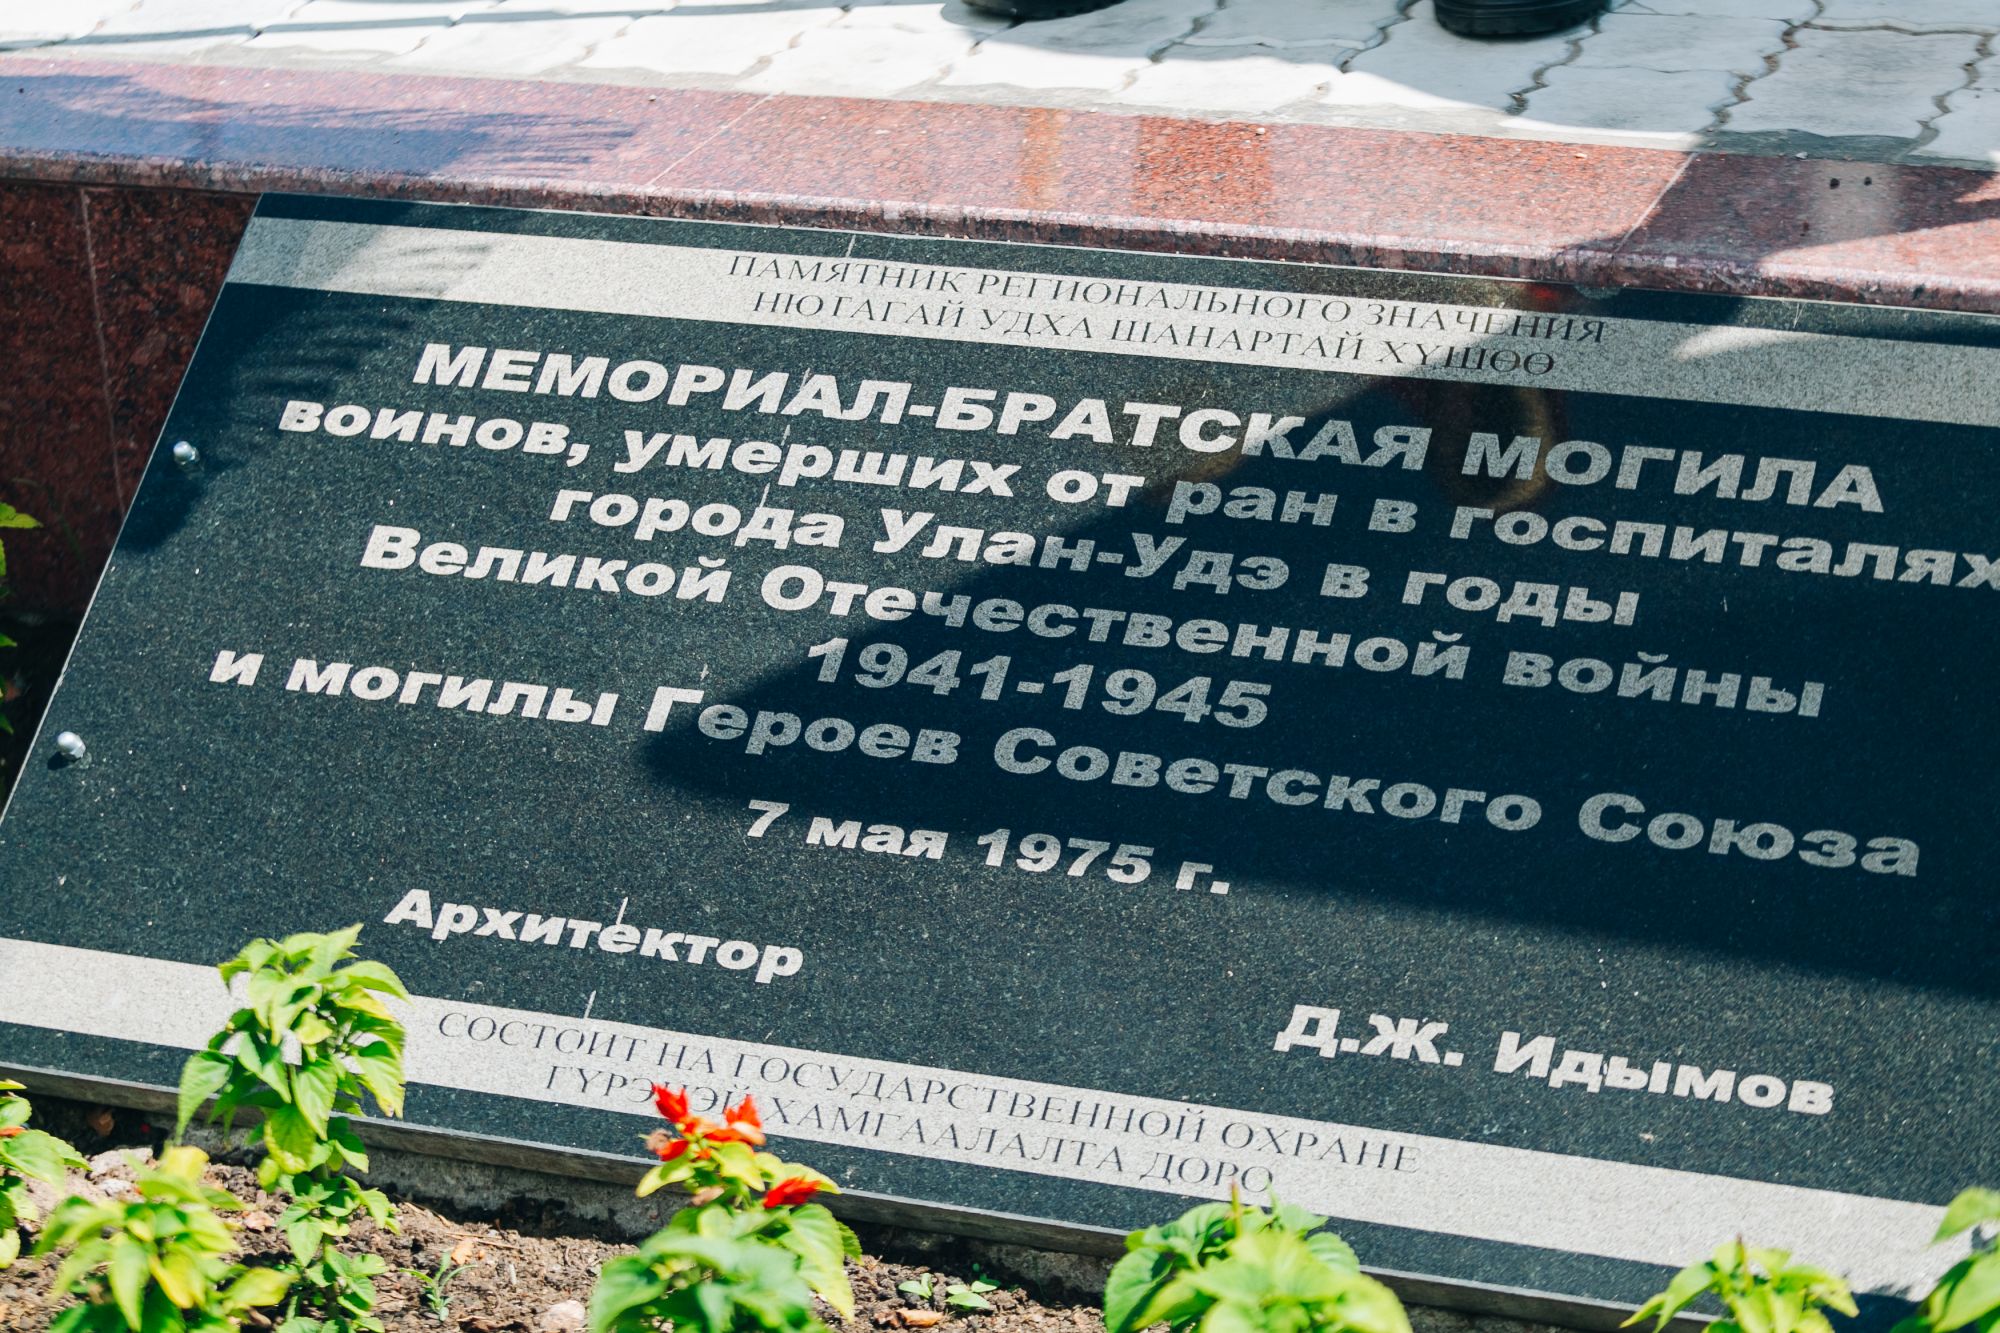 ПАМЯТНИК РЕГИОНАЛЬНОГО ЗНАЧЕНИЯ
НЮТАГАЙ УДХА ШАНАРТАЙ ХҮШӨӨ
МЕМОРИАЛ-БРАТСКАЯ МОГИЛА
воинов, умерших от ран в госпиталях
города Улан-Удэ в годы
Великой Отечественной войны
1941-1945
и могилы Героев Советского Союза
7 мая 1975 г.
Архитектор
Д.Ж. Идымов
СОСТОИТ НА ГОСУДАРСТВЕННОЙ ОХРАНЕ
ГҮРЭНЭЙ ХАМГААЛАЛТА ДОРО